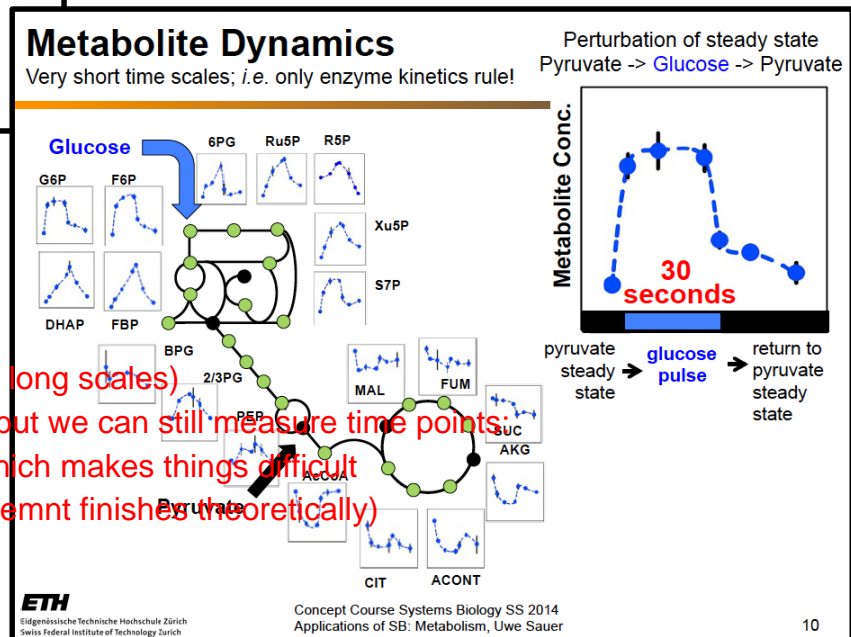 Metabolite Dynamics
Very short time scales; i.e. only enzyme kinetics rule!
Perturbation of steady state
Pyruvate -> Glucose -> Pyruvate
Glucose
6PG
Ru5P
R5P
G6P
F6P
Xu5P
S7P
DHAP
FBP
Metabolite Conc.
30
seconds
pyruvate
steady
state
glucose
pulse
return to
pyruvate
steady
state
BPG
long scales)
2/3PG
MAL
FUM
but we can still measure time points:
PEP
SUC
AKG
hich makes things difficult
AcCoA
emnt finishes theoretically)
Pyruvate
CIT
ACONT
ETH
Eidgenössische Technische Hochschule Zürich
Swiss Federal Institute of Technology Zurich
Concept Course Systems Biology SS 2014
Applications of SB: Metabolism, Uwe Sauer
10